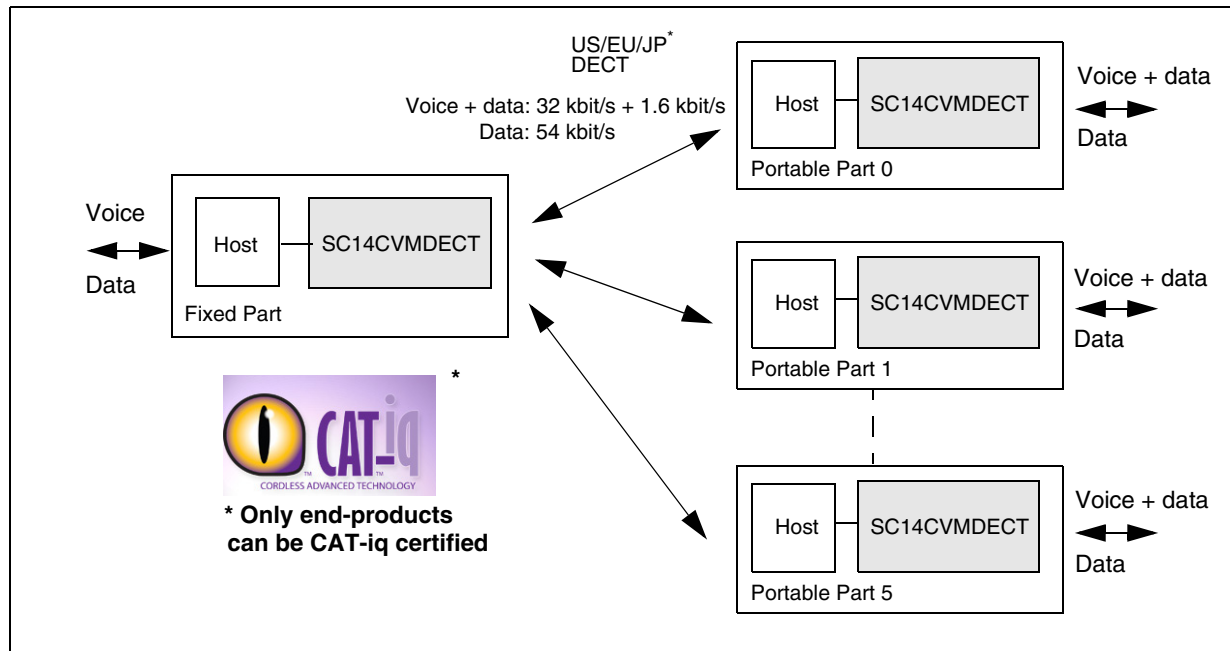 US/EU/JP*
DECT
Voice + data: 32 kbit/s + 1.6 kbit/s
Data: 54 kbit/s
Voice
Data
Host
SC14CVMDECT
Fixed Part
Host
SC14CVMDECT
Portable Part 0
Voice + data
Data
Host
SC14CVMDECT
Portable Part 1
Voice + data
Data
Host
SC14CVMDECT
Portable Part 5
Voice + data
Data
*
CAT-iq
TM TM
CORDLESS ADVANCED TECHNOLOGY
* Only end-products
can be CAT-iq certified